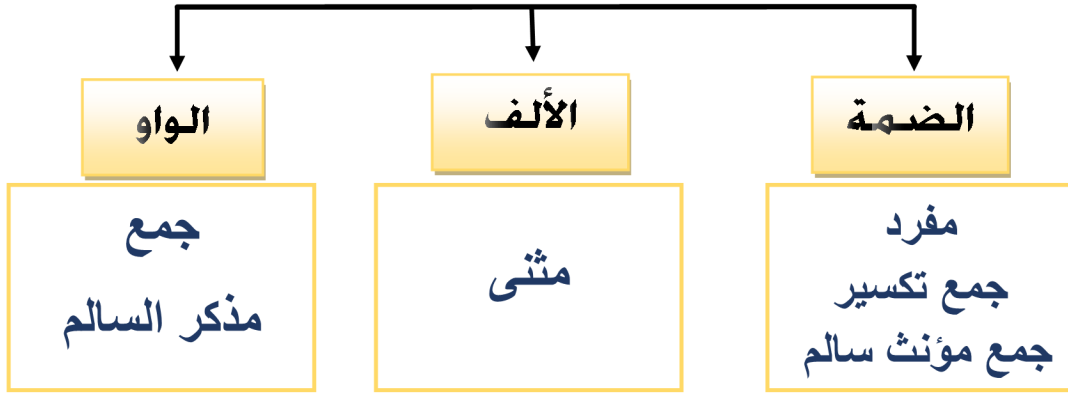 الضمة
مفرد
جمع تكسير
جمع مؤنث سالم
الألف
مثنى
الواو
جمع
مذكر السالم